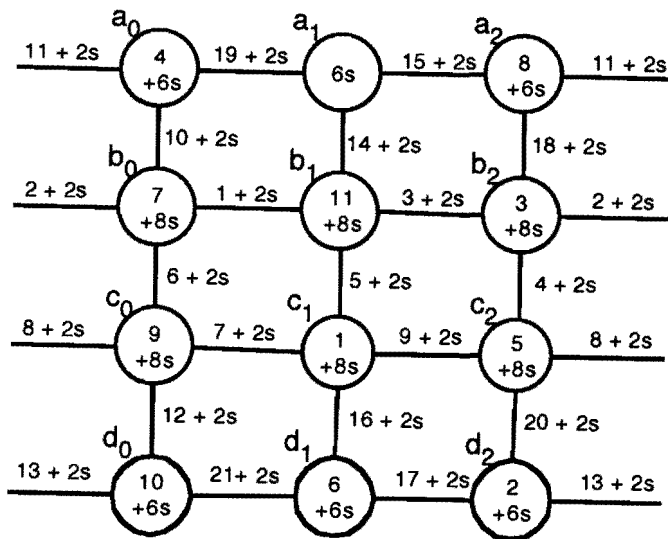 a0 a1 a2
11 + 2s 4 +6s 19 + 2s 6s 15 + 2s 8 +6s 11 + 2s
10 + 2s 14 + 2s 18 + 2s
b0 b1 b2
2 + 2s 7 +8s 1 + 2s 11 +8s 3 + 2s 3 +8s 2 + 2s
6 + 2s 5 + 2s 4 + 2s
c0 c1 c2
8 + 2s 9 +8s 7 + 2s 1 +8s 9 + 2s 5 +8s 8 + 2s
12 + 2s 16 + 2s 20 + 2s
d0 d1 d2
13 + 2s 10 +6s 21+ 2s 6 +6s 17 + 2s 2 +6s 13 + 2s